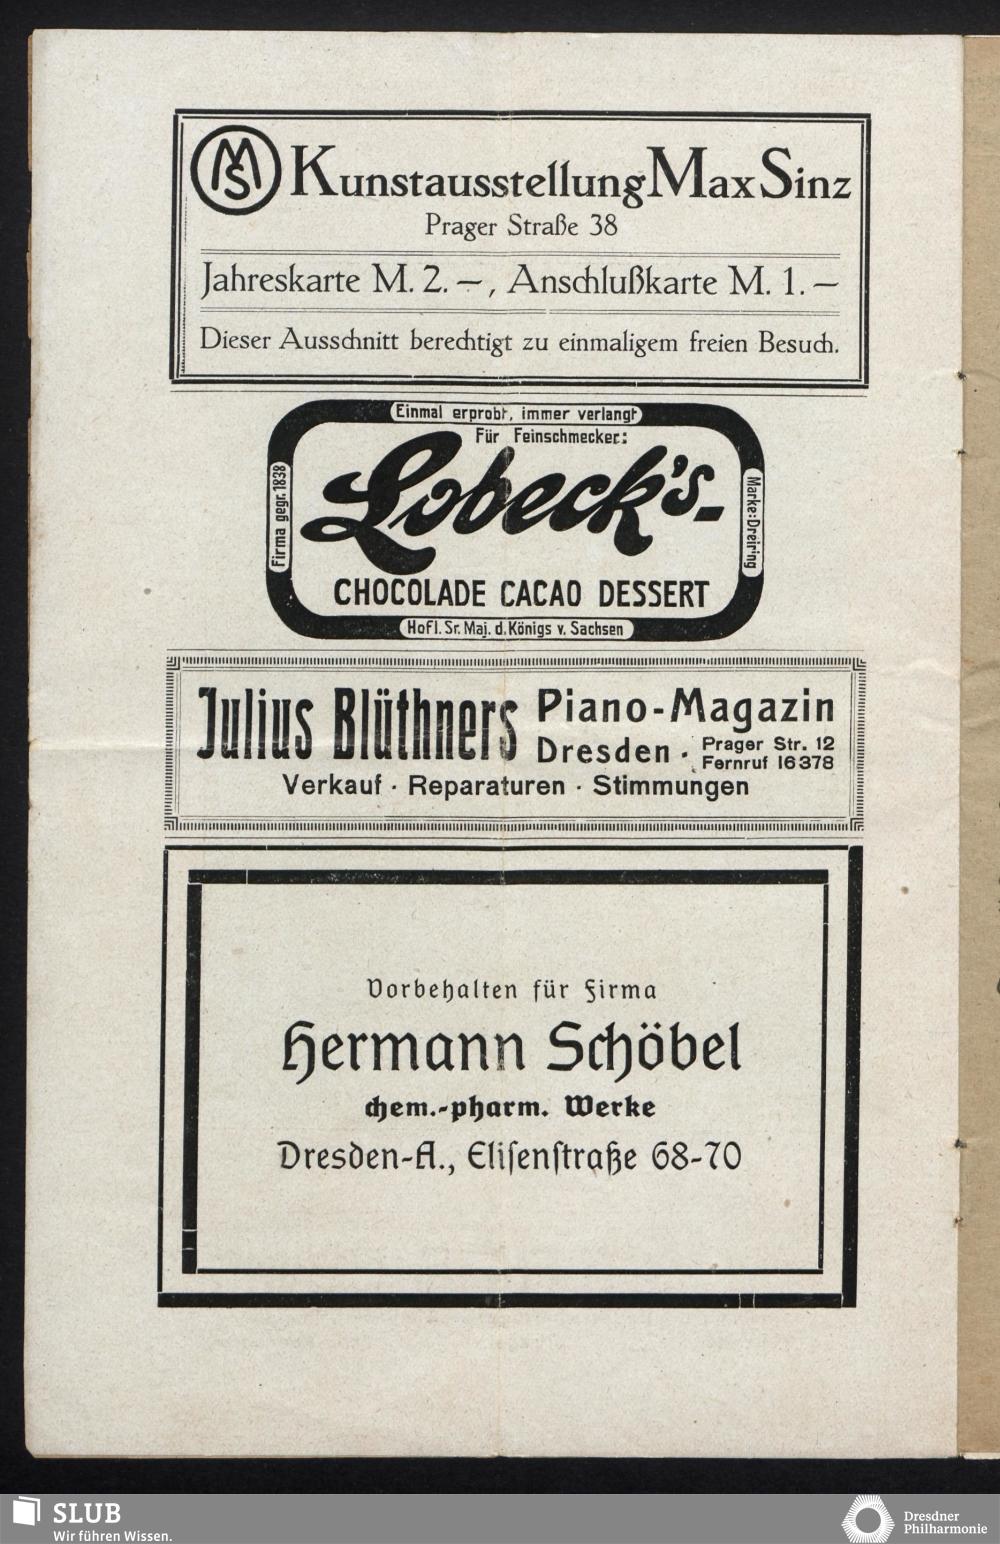 MS Kunstausstellung Max Sinz
Prager Straße 38
Jahreskarte M. 2.—, Anschlußkarte M. 1.—
Dieser Ausschnitt berechtigt zu einmaligem freien Besuch.
Einmal erprobt, immer verlangt
Für Feinschmecker:
Firma gegr. 1838
Lobeck's-
Marke: Dreiring
CHOCOLADE CACAO DESSERT
Hofl. Sr. Maj. d. Königs v. Sachsen
Julius Blüthners Piano-Magazin
Dresden · Prager Str. 12
Fernruf 16378
Verkauf · Reparaturen · Stimmungen
Vorbehalten für Firma
Hermann Schöbel
chem.-pharm. Werke
Dresden-A., Eliſenſtraße 68-70
SLUB
Wir führen Wissen.
Dresdner
Philharmonie